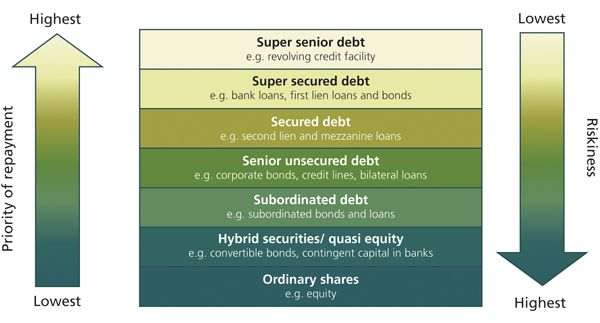 Highest
Lowest
Super senior debt
e.g. revolving credit facility
Super secured debt
e.g. bank loans, first lien loans and bonds
Secured debt
e.g. second lien and mezzanine loans
Senior unsecured debt
e.g. corporate bonds, credit lines, bilateral loans
Subordinated debt
e.g. subordinated bonds and loans
Hybrid securities/ quasi equity
e.g. convertible bonds, contingent capital in banks
Ordinary shares
e.g. equity
Priority of repayment
Riskiness
Lowest
Highest